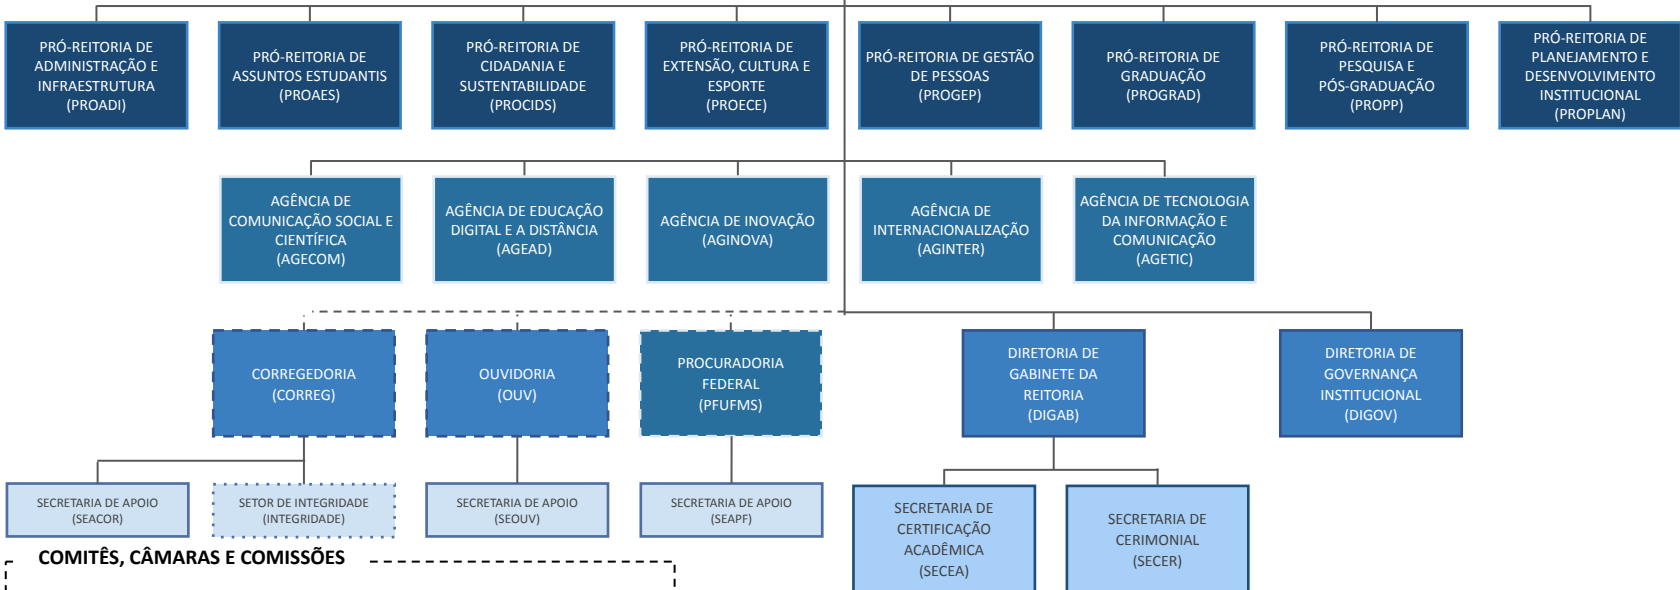 PRÓ-REITORIA DE
ADMINISTRAÇÃO E
INFRAESTRUTURA
(PROADI)
PRÓ-REITORIA DE
ASSUNTOS ESTUDANTIS
(PROAES)
PRÓ-REITORIA DE
CIDADANIA E
SUSTENTABILIDADE
(PROCIDS)
PRÓ-REITORIA DE
EXTENSÃO, CULTURA E
ESPORTE
(PROECE)
PRÓ-REITORIA DE GESTÃO
DE PESSOAS
(PROGEP)
PRÓ-REITORIA DE
GRADUAÇÃO
(PROGRAD)
PRÓ-REITORIA DE
PESQUISA E
PÓS-GRADUAÇÃO
(PROPP)
PRÓ-REITORIA DE
PLANEJAMENTO E
DESENVOLVIMENTO
INSTITUCIONAL
(PROPLAN)
AGÊNCIA DE
COMUNICAÇÃO SOCIAL E
CIENTÍFICA
(AGECOM)
AGÊNCIA DE EDUCAÇÃO
DIGITAL E A DISTÂNCIA
(AGEAD)
AGÊNCIA DE INOVAÇÃO
(AGINOVA)
AGÊNCIA DE
INTERNACIONALIZAÇÃO
(AGINTER)
AGÊNCIA DE TECNOLOGIA
DA INFORMAÇÃO E
COMUNICAÇÃO
(AGETIC)
CORREGEDORIA
(CORREG)
OUVIDORIA
(OUV)
PROCURADORIA
FEDERAL
(PFUFMS)
DIRETORIA DE
GABINETE DA
REITORIA
(DIGAB)
DIRETORIA DE
GOVERNANÇA
INSTITUCIONAL
(DIGOV)
SECRETARIA DE APOIO
(SEACOR)
SETOR DE INTEGRIDADE
(INTEGRIDADE)
SECRETARIA DE APOIO
(SEOUV)
SECRETARIA DE APOIO
(SEAPF)
SECRETARIA DE
CERTIFICAÇÃO
ACADÊMICA
(SECEA)
SECRETARIA DE
CERIMONIAL
(SECER)
COMITÊS, CÂMARAS E COMISSÕES